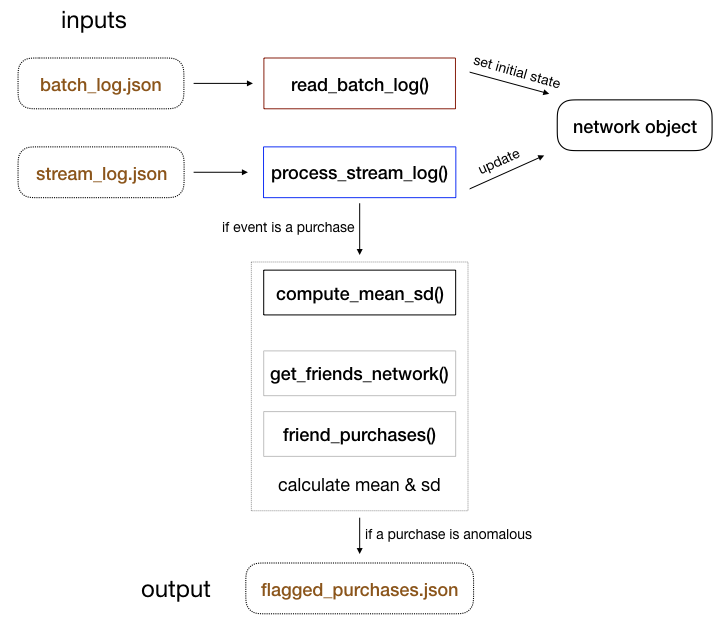 inputs
batch_log.json
read_batch_log()
set initial state
network object
stream_log.json
process_stream_log()
update
if event is a purchase
compute_mean_sd()
get_friends_network()
friend_purchases()
calculate mean & sd
if a purchase is anomalous
output
flagged_purchases.json